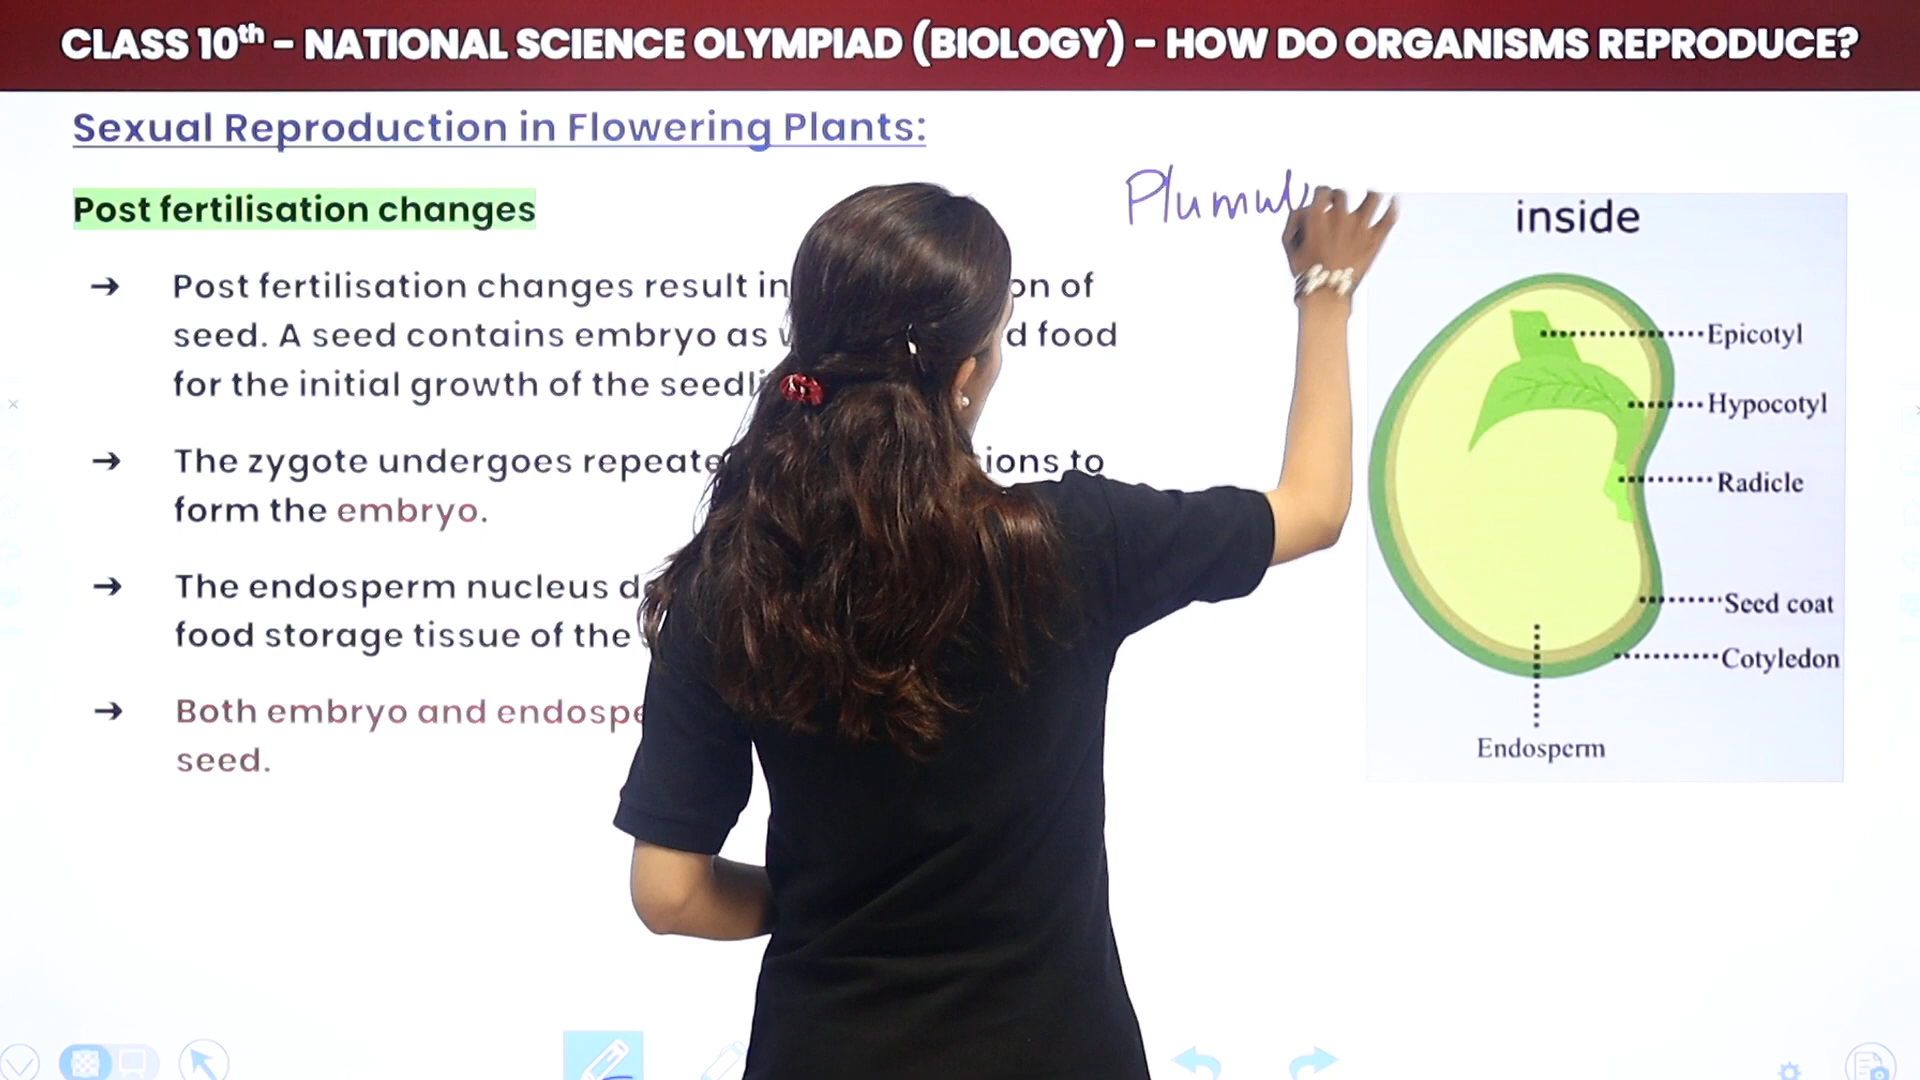 CLASS 10th - NATIONAL SCIENCE OLYMPIAD (BIOLOGY) - HOW DO ORGANISMS REPRODUCE?
Sexual Reproduction in Flowering Plants:
Post fertilisation changes
→ Post fertilisation changes result in on of
seed. A seed contains embryo as d food
for the initial growth of the
→ The zygote undergoes ions to
form the embryo.
→ The endosperm nucleus
food storage tissue of the
→ Both embryo and
seed.
Plumul
inside
Epicotyl
Hypocotyl
Radicle
Seed coat
Cotyledon
Endosperm